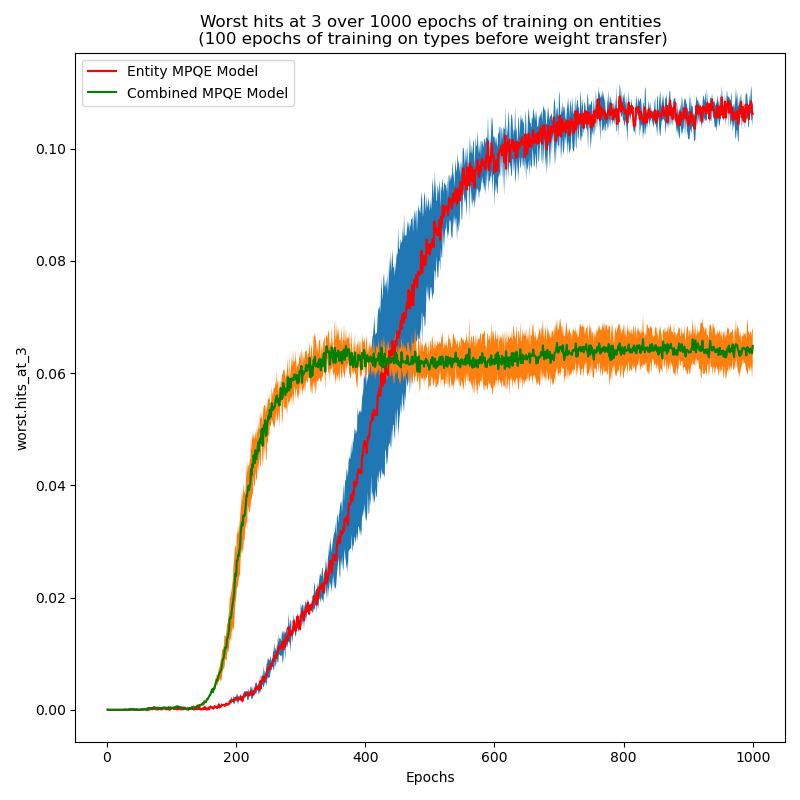 Worst hits at 3 over 1000 epochs of training on entities
(100 epochs of training on types before weight transfer)
Entity MPQE Model
Combined MPQE Model
worst.hits_at_3
0.10
0.08
0.06
0.04
0.02
0.00
0 200 400 600 800 1000
Epochs